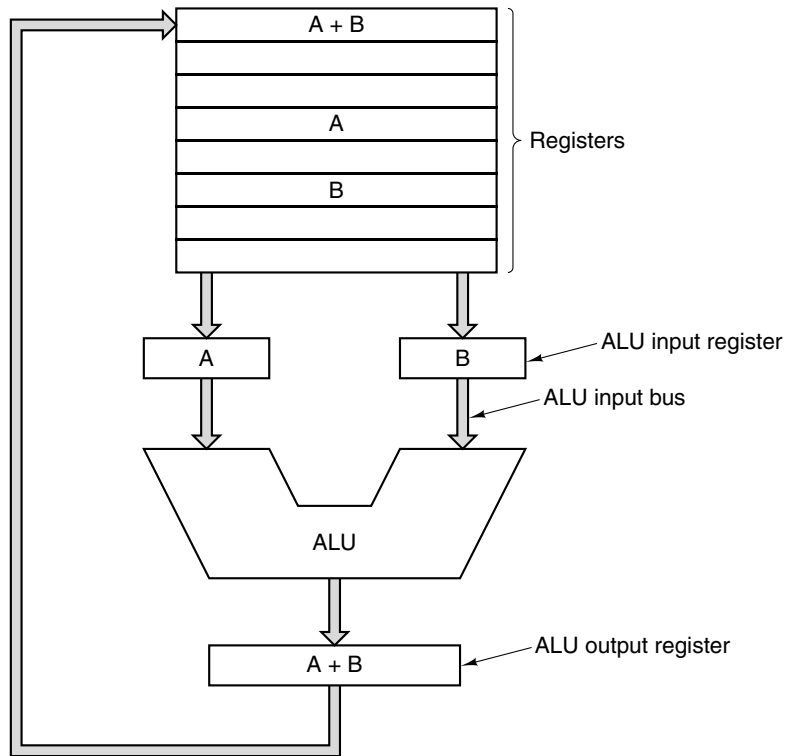 A + B
A
Registers
B
ALU input register
A
B
ALU input bus
ALU
ALU output register
A + B